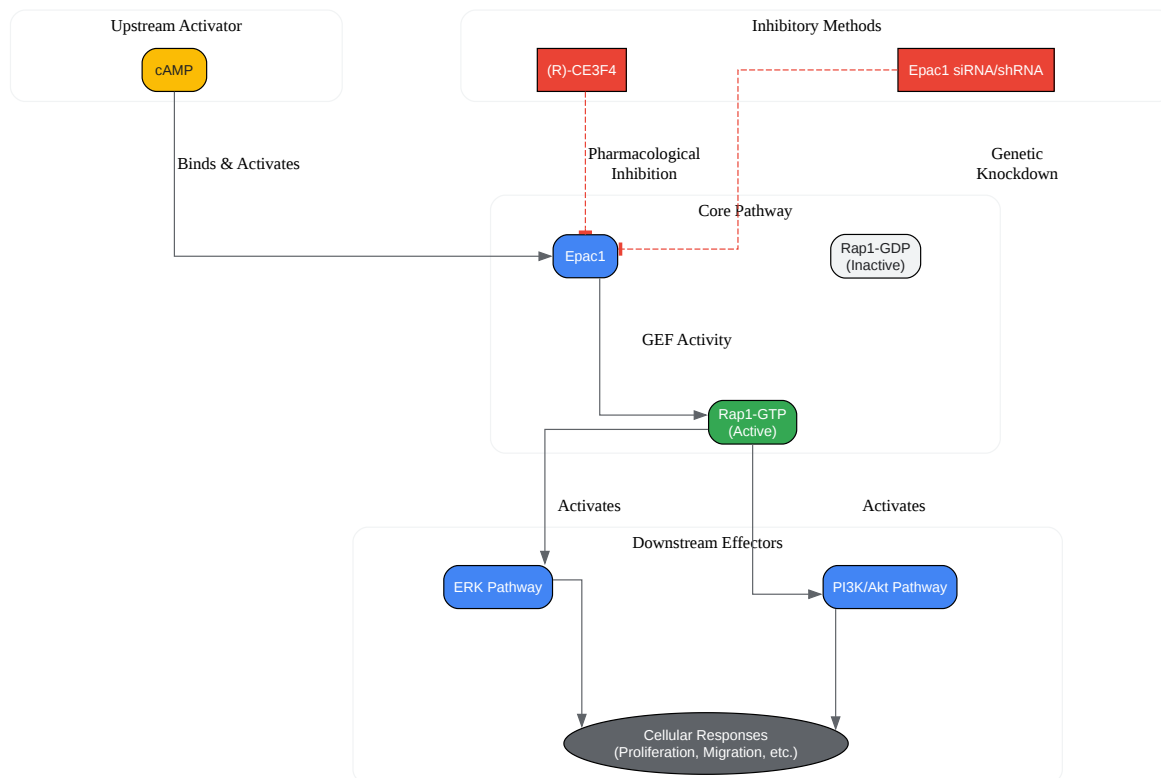 Upstream Activator
Inhibitory Methods
cAMP
(R)-CE3F4
Epac1 siRNA/shRNA
Binds & Activates
Pharmacological
Inhibition
Genetic
Knockdown
Core Pathway
Epac1
Rap1-GDP
(Inactive)
GEF Activity
Rap1-GTP
(Active)
Activates
Activates
Downstream Effectors
ERK Pathway
PI3K/Akt Pathway
Cellular Responses
(Proliferation, Migration, etc.)